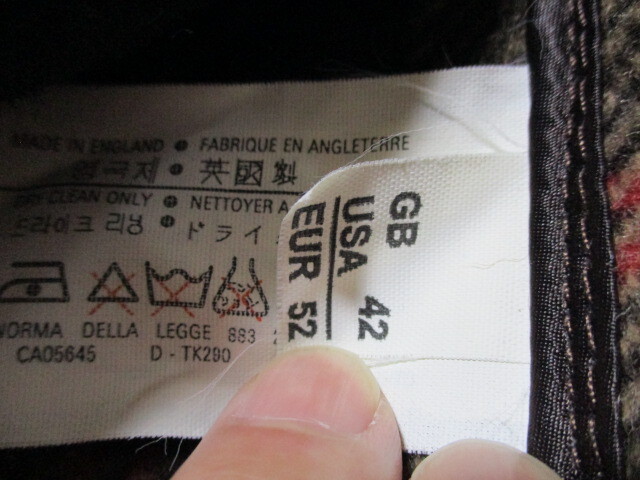 MADE IN ENGLAND • FABRIQUE EN ANGLETERRE
영국제 • 英國製
DRY CLEAN ONLY • NETTOYER A
드라이크 리닝 • ドライ
NORMA DELLA LEGGE 883
CA05645 D - TK290
GB
USA 42
EUR 52